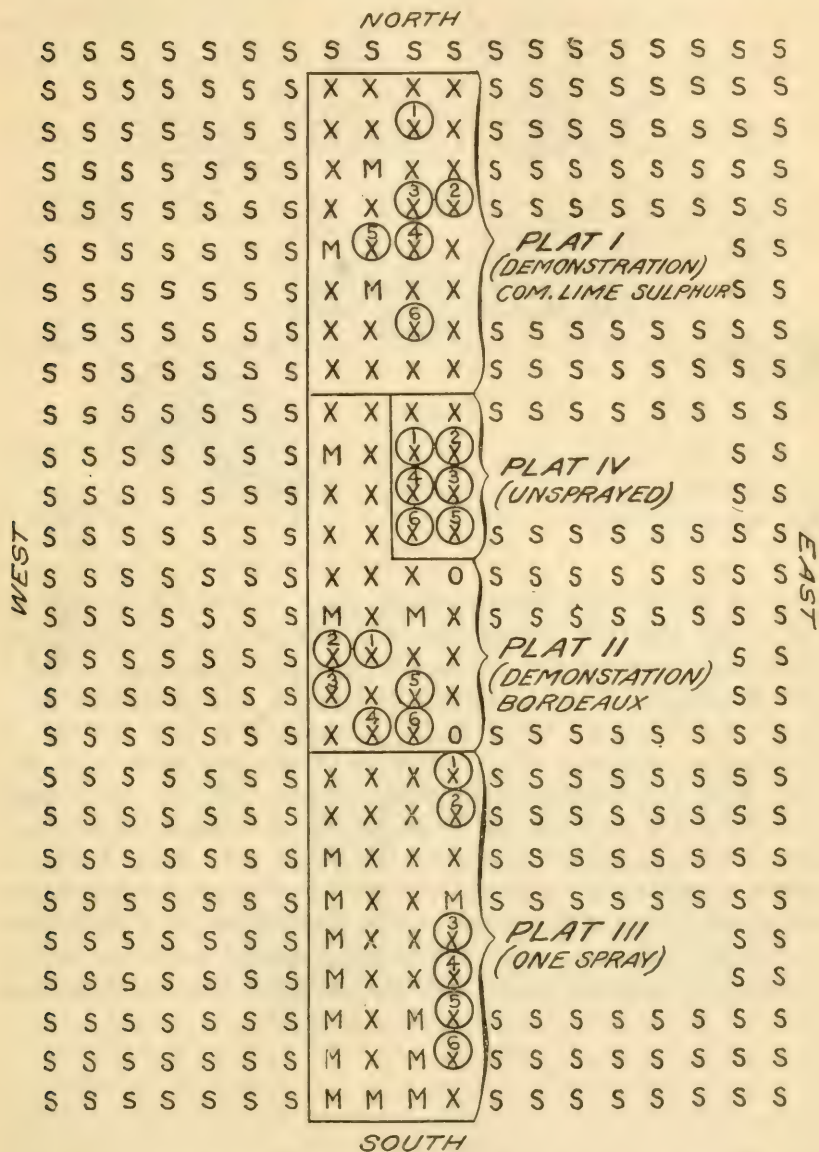 NORTH
S S S S S S S S S S S S S S S S S S S
S S S S S S S X X X X S S S S S S S S
S S S S S S S X X 1 X X S S S S S S S S
S S S S S S S X M X X S S S S S S S S
S S S S S S S X X 3 X 2 X S S S S S S S S
S S S S S S S M 5 X 4 X X PLAT I S S
(DEMONSTRATION)
S S S S S S S X M X X COM. LIME SULPHUR S S
S S S S S S S X X 6 X X S S S S S S S S
S S S S S S S X X X X S S S S S S S S
S S S S S S S X X X X S S S S S S S S
S S S S S S S M X 1 X 2 X PLAT IV S S
S S S S S S S X X 4 X 3 X (UNSPRAYED) S S
S S S S S S S X X 6 X 5 X S S S S S S S S
WEST
EAST
S S S S S S S X X X O S S S S S S S S
S S S S S S S M X M X S S S S S S S S
S S S S S S S 2 X 1 X X X PLAT II S S
(DEMONSTATION)
S S S S S S S 3 X X 5 X X BORDEAUX S S
S S S S S S S X 4 X 6 X O S S S S S S S S
S S S S S S S X X X 1 X S S S S S S S S
S S S S S S S X X X 2 X S S S S S S S S
S S S S S S S M X X X S S S S S S S S
S S S S S S S M X X M S S S S S S S S
S S S S S S S M X X 3 X PLAT III S S
S S S S S S S M X X 4 X (ONE SPRAY) S S
S S S S S S S M X M 5 X S S S S S S S S
S S S S S S S M X M 6 X S S S S S S S S
S S S S S S S M M M X S S S S S S S S
SOUTH